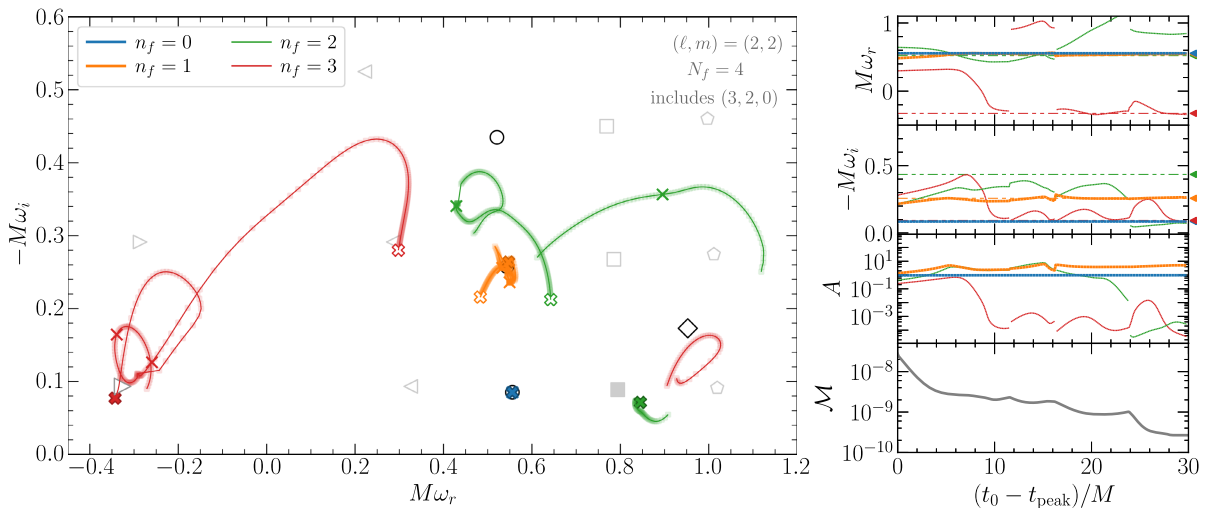 n_f = 0
n_f = 1
n_f = 2
n_f = 3
(ℓ, m) = (2, 2)
N_f = 4
includes (3, 2, 0)
−Mω_i
0.6
0.5
0.4
0.3
0.2
0.1
0.0
−0.4 −0.2 0.0 0.2 0.4 0.6 0.8 1.0 1.2
Mω_r
Mω_r
1
0
−Mω_i
0.5
0.0
A
10^1
10^{-1}
10^{-3}
ℳ
10^{-8}
10^{-9}
10^{-10}
0 10 20 30
(t_0 − t_peak)/M